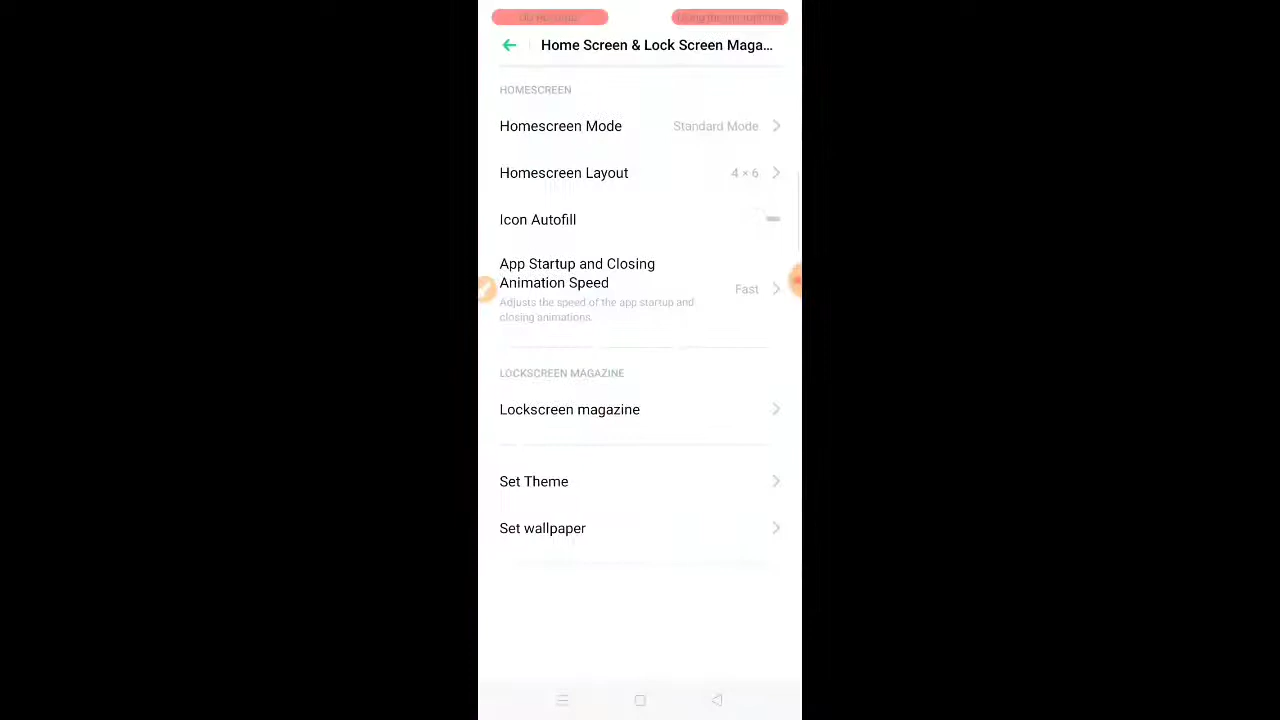 Home Screen & Lock Screen Maga...
HOMESCREEN
Homescreen Mode Standard Mode
Homescreen Layout 4 × 6
Icon Autofill
App Startup and Closing
Animation Speed Fast
Adjusts the speed of the app startup and
closing animations.
LOCKSCREEN MAGAZINE
Lockscreen magazine
Set Theme
Set wallpaper